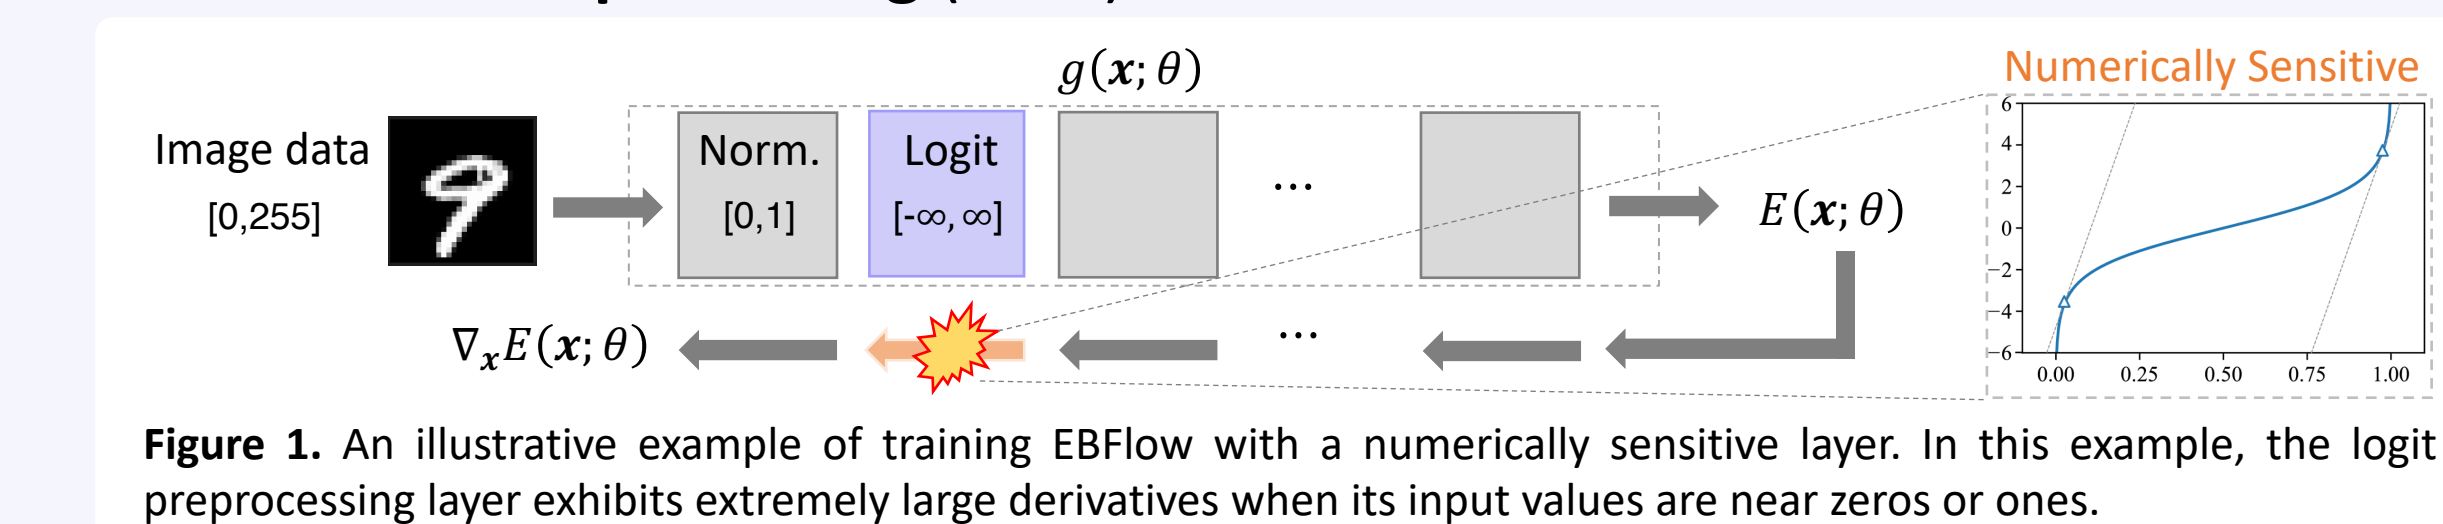 g(x; θ)
Numerically Sensitive
Image data
[0,255]
Norm.
[0,1]
Logit
[-∞, ∞]
...
E(x; θ)
6
4
2
0
−2
−4
−6
0.00 0.25 0.50 0.75 1.00
∇ₓE(x; θ)
...
Figure 1. An illustrative example of training EBFlow with a numerically sensitive layer. In this example, the logit
preprocessing layer exhibits extremely large derivatives when its input values are near zeros or ones.